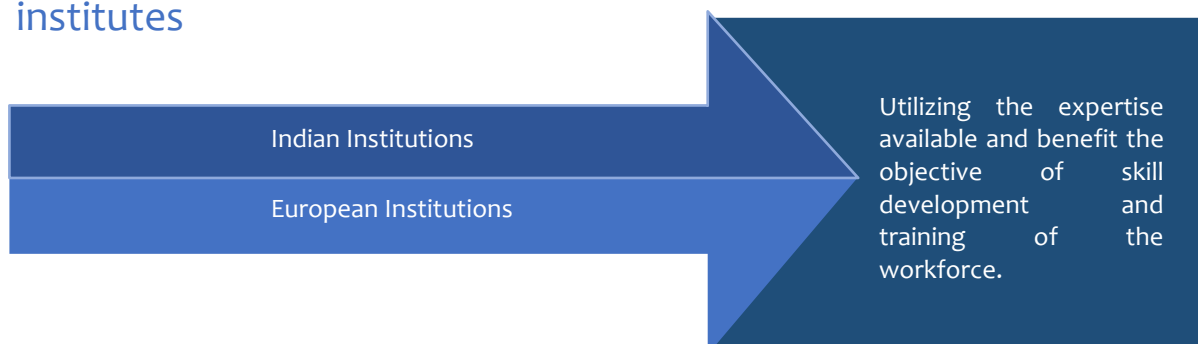 institutes
Indian Institutions
European Institutions
Utilizing the expertise
available and benefit the
objective of skill
development and
training of the
workforce.